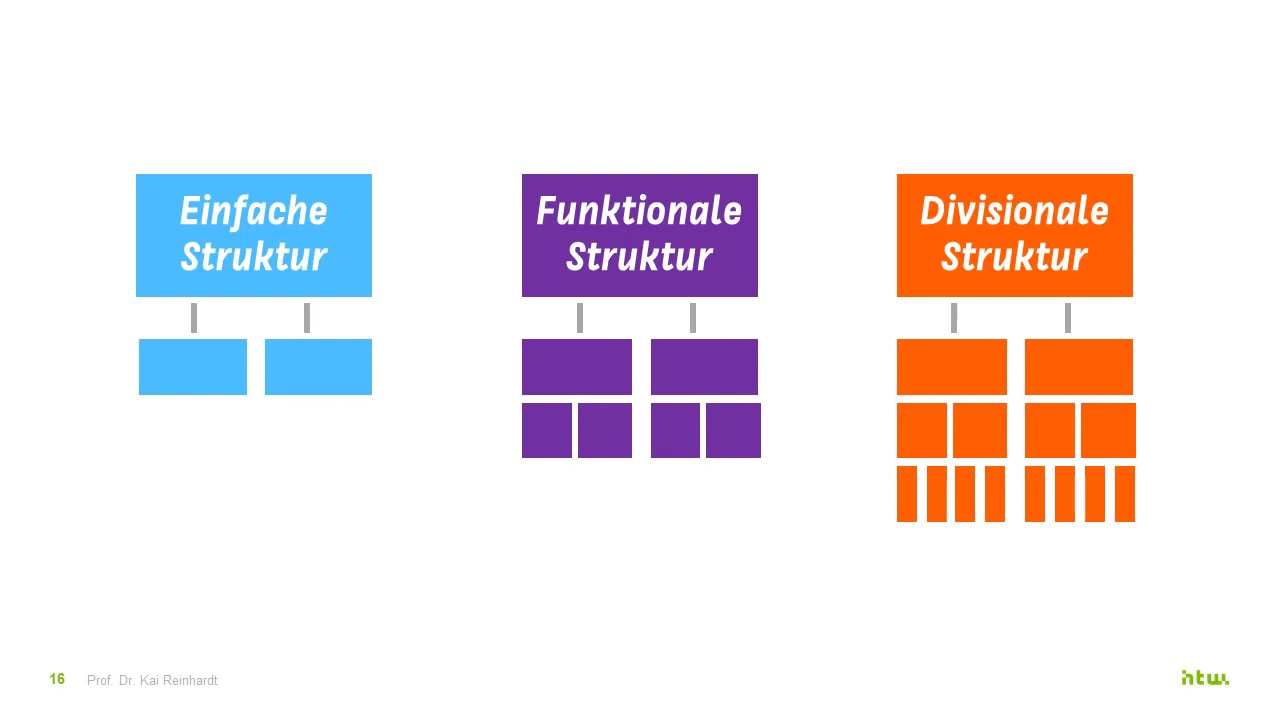 Einfache
Struktur
Funktionale
Struktur
Divisionale
Struktur
16 Prof. Dr. Kai Reinhardt
htw.